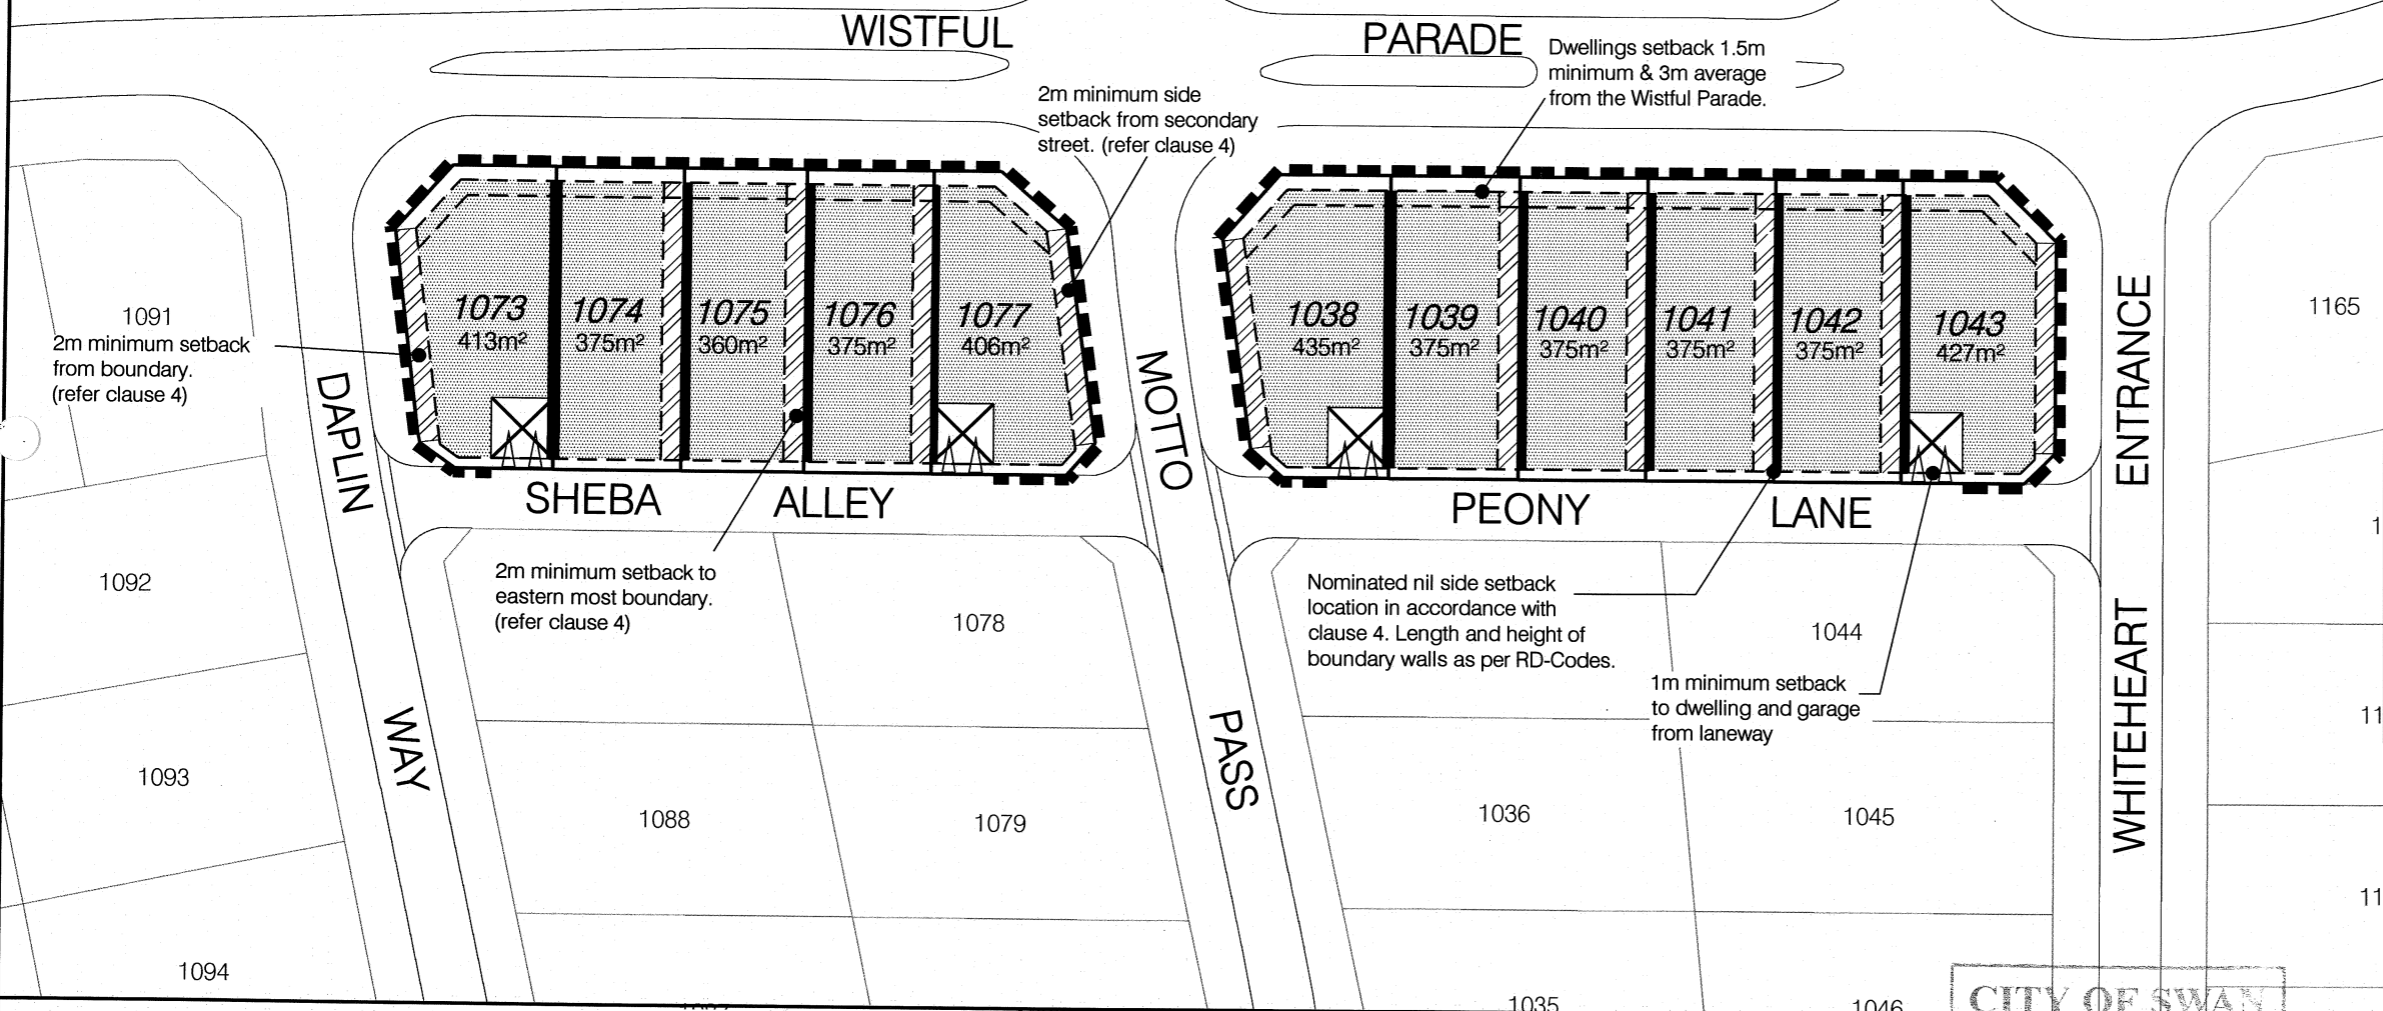 WISTFUL PARADE
Dwellings setback 1.5m
minimum & 3m average
from the Wistful Parade.
2m minimum side
setback from secondary
street. (refer clause 4)
1073
413m²
1074
375m²
1075
360m²
1076
375m²
1077
406m²
1038
435m²
1039
375m²
1040
375m²
1041
375m²
1042
375m²
1043
427m²
1091
2m minimum setback
from boundary.
(refer clause 4)
1165
DAPLIN WAY
MOTTO PASS
WHITEHEART ENTRANCE
SHEBA ALLEY
PEONY LANE
2m minimum setback to
eastern most boundary.
(refer clause 4)
Nominated nil side setback
location in accordance with
clause 4. Length and height of
boundary walls as per RD-Codes.
1m minimum setback
to dwelling and garage
from laneway
1092
1078
1044
1093
1088
1079
1036
1045
1094
1035
1046
CITY OF SWAN